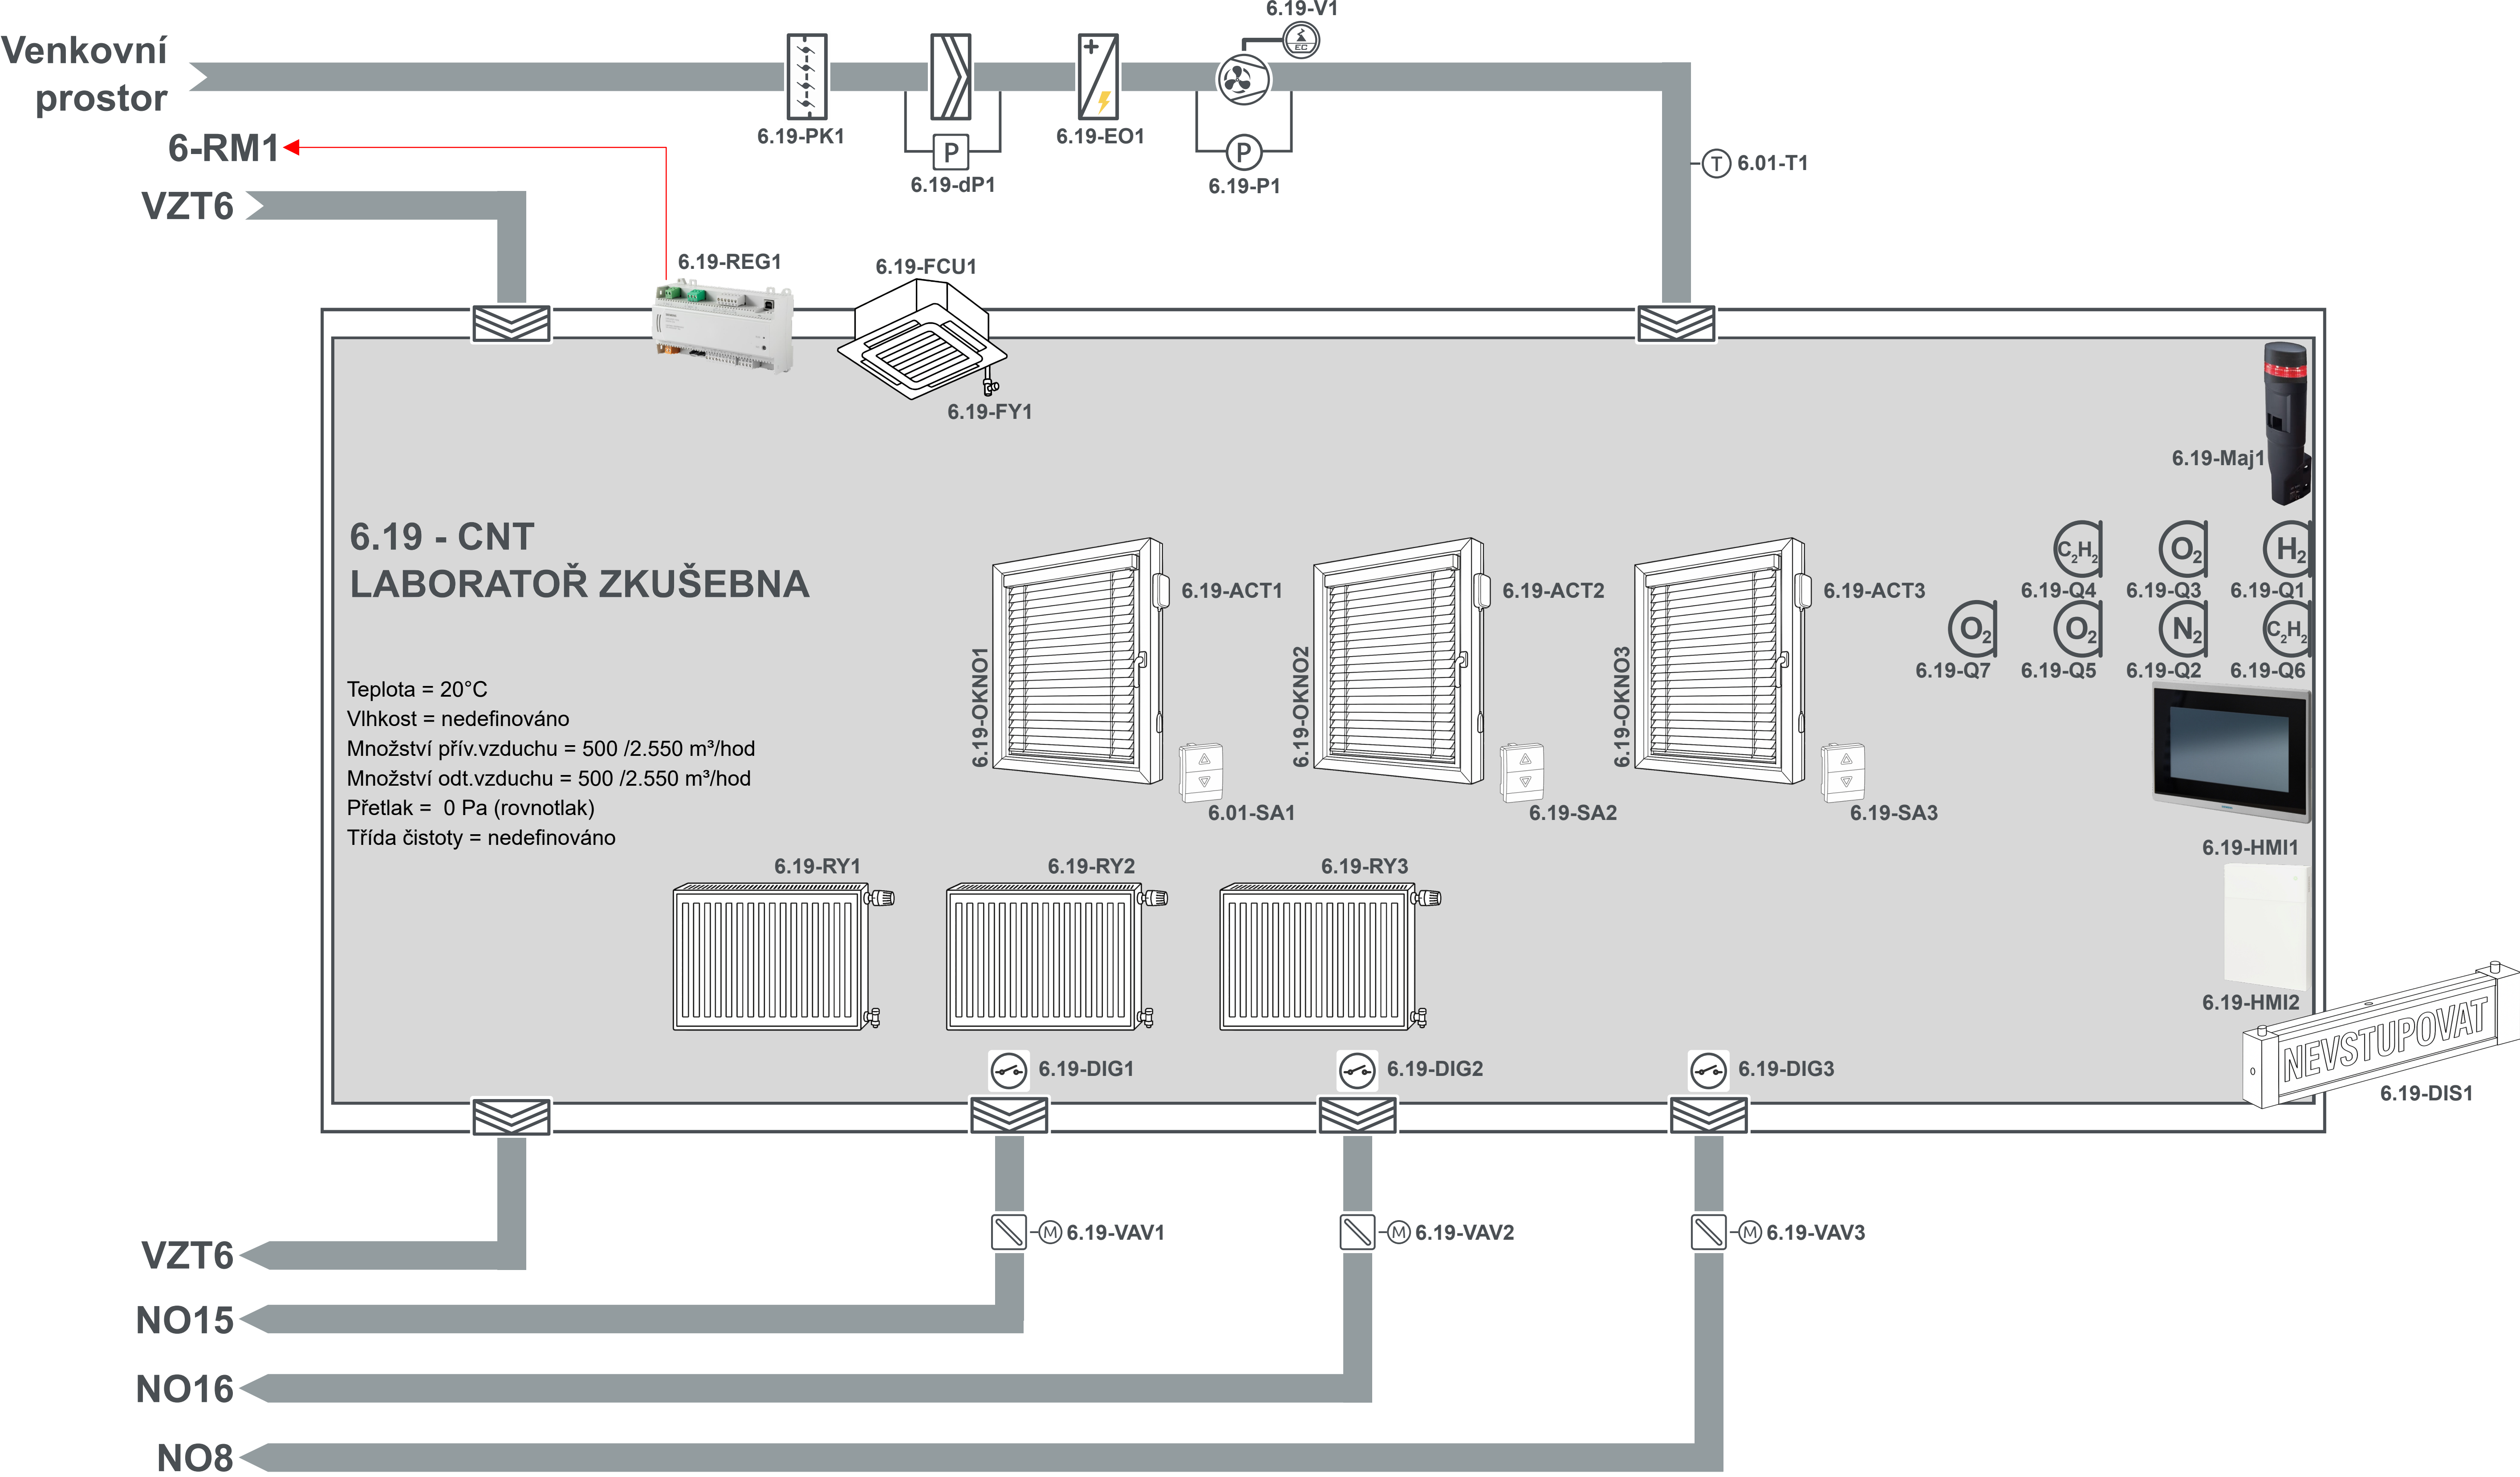 6.19-V1
Venkovní
prostor
6.19-PK1
6.19-EO1
EC
P
P
6.19-dP1
6.19-P1
T 6.01-T1
6-RM1
VZT6
6.19-REG1
6.19-FCU1
6.19-FY1
6.19-Maj1
6.19 - CNT
LABORATOŘ ZKUŠEBNA
C₂H₂
O₂
H₂
6.19-ACT1
6.19-ACT2
6.19-ACT3
6.19-Q4
6.19-Q3
6.19-Q1
O₂
O₂
N₂
C₂H₂
6.19-Q7
6.19-Q5
6.19-Q2
6.19-Q6
6.19-OKNO1
6.19-OKNO2
6.19-OKNO3
Teplota = 20°C
Vlhkost = nedefinováno
Množství přív.vzduchu = 500 /2.550 m³/hod
Množství odt.vzduchu = 500 /2.550 m³/hod
Přetlak =  0 Pa (rovnotlak)
Třída čistoty = nedefinováno
6.01-SA1
6.19-SA2
6.19-SA3
6.19-HMI1
6.19-RY1
6.19-RY2
6.19-RY3
6.19-HMI2
NEVSTUPOVAT
6.19-DIS1
6.19-DIG1
6.19-DIG2
6.19-DIG3
M 6.19-VAV1
M 6.19-VAV2
M 6.19-VAV3
VZT6
NO15
NO16
NO8